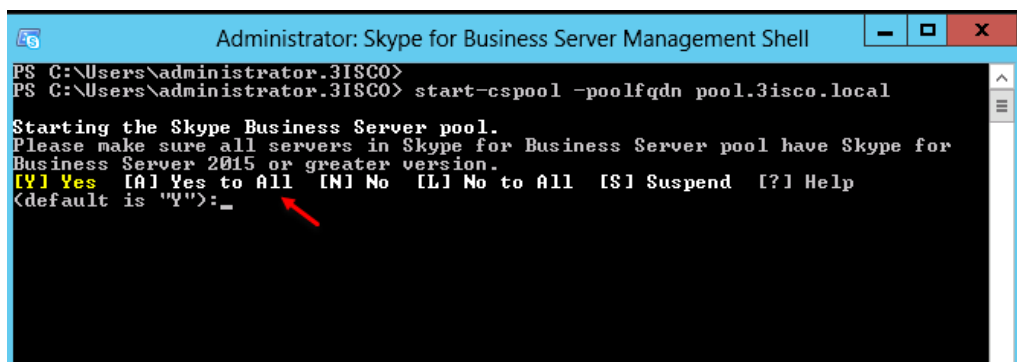 Administrator: Skype for Business Server Management Shell
PS C:\Users\administrator.3ISCO>
PS C:\Users\administrator.3ISCO> start-cspool -poolfqdn pool.3isco.local
Starting the Skype Business Server pool.
Please make sure all servers in Skype for Business Server pool have Skype for
Business Server 2015 or greater version.
[Y] Yes  [A] Yes to All  [N] No  [L] No to All  [S] Suspend  [?] Help
(default is "Y"):_